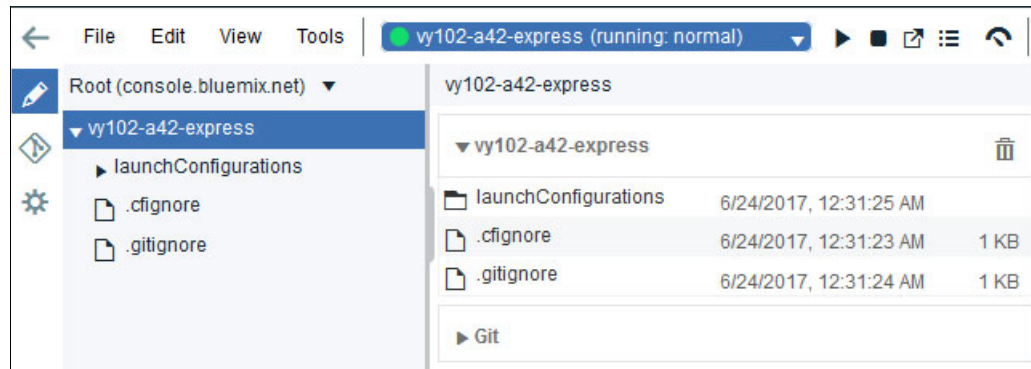 File Edit View Tools vy102-a42-express (running: normal)
Root (console.bluemix.net)
vy102-a42-express
launchConfigurations
.cfignore
.gitignore
vy102-a42-express
vy102-a42-express
launchConfigurations 6/24/2017, 12:31:25 AM
.cfignore 6/24/2017, 12:31:23 AM 1 KB
.gitignore 6/24/2017, 12:31:24 AM 1 KB
Git